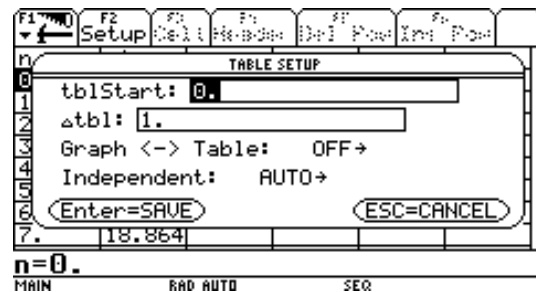 F1 F2 Setup
n
TABLE SETUP
0
tblStart: 0.
1
2
△tbl: 1.
3
Graph <-> Table: OFF→
4
Independent: AUTO→
5
6
Enter=SAVE ESC=CANCEL
7. 18.864
n=0.
MAIN RAD AUTO SEQ